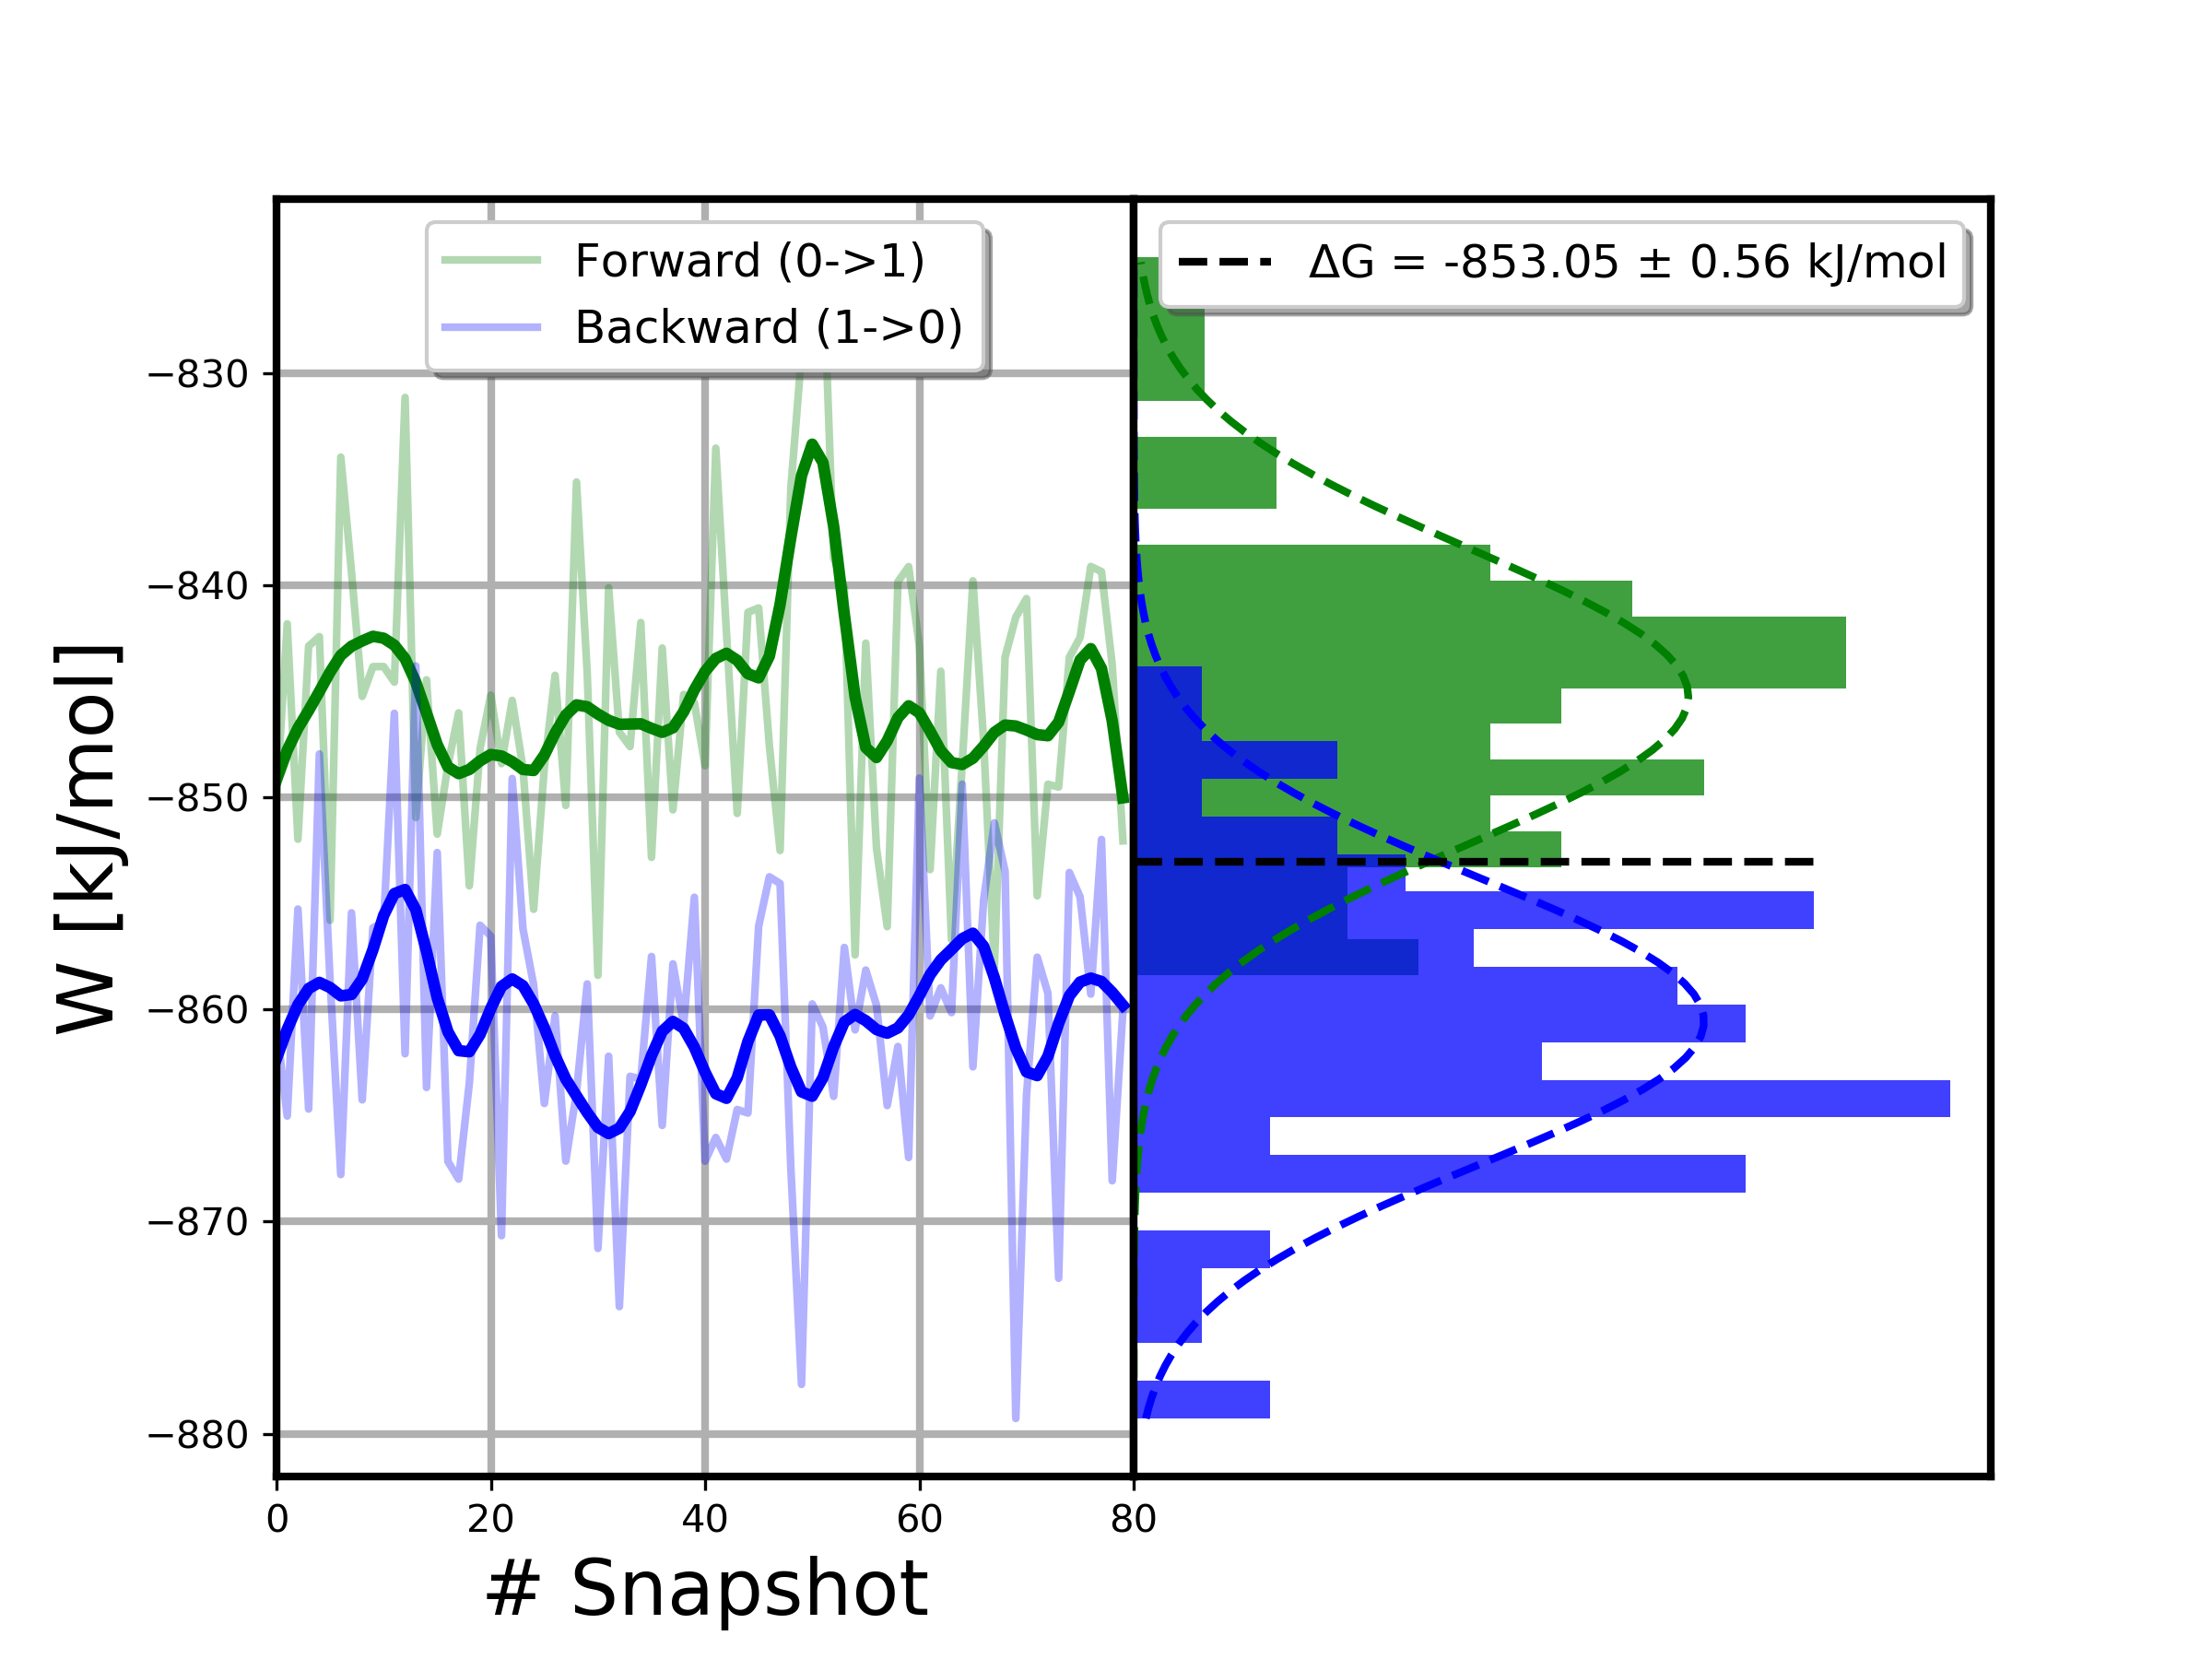 Forward (0->1)
Backward (1->0)
ΔG = -853.05 ± 0.56 kJ/mol
W [kJ/mol]
−830
−840
−850
−860
−870
−880
0 20 40 60 80
# Snapshot